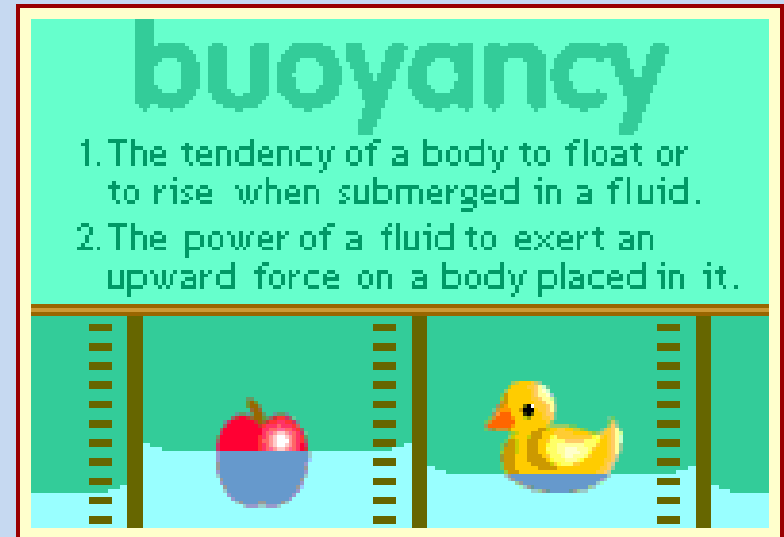 buoyancy
1. The tendency of a body to float or
to rise when submerged in a fluid.
2. The power of a fluid to exert an
upward force on a body placed in it.